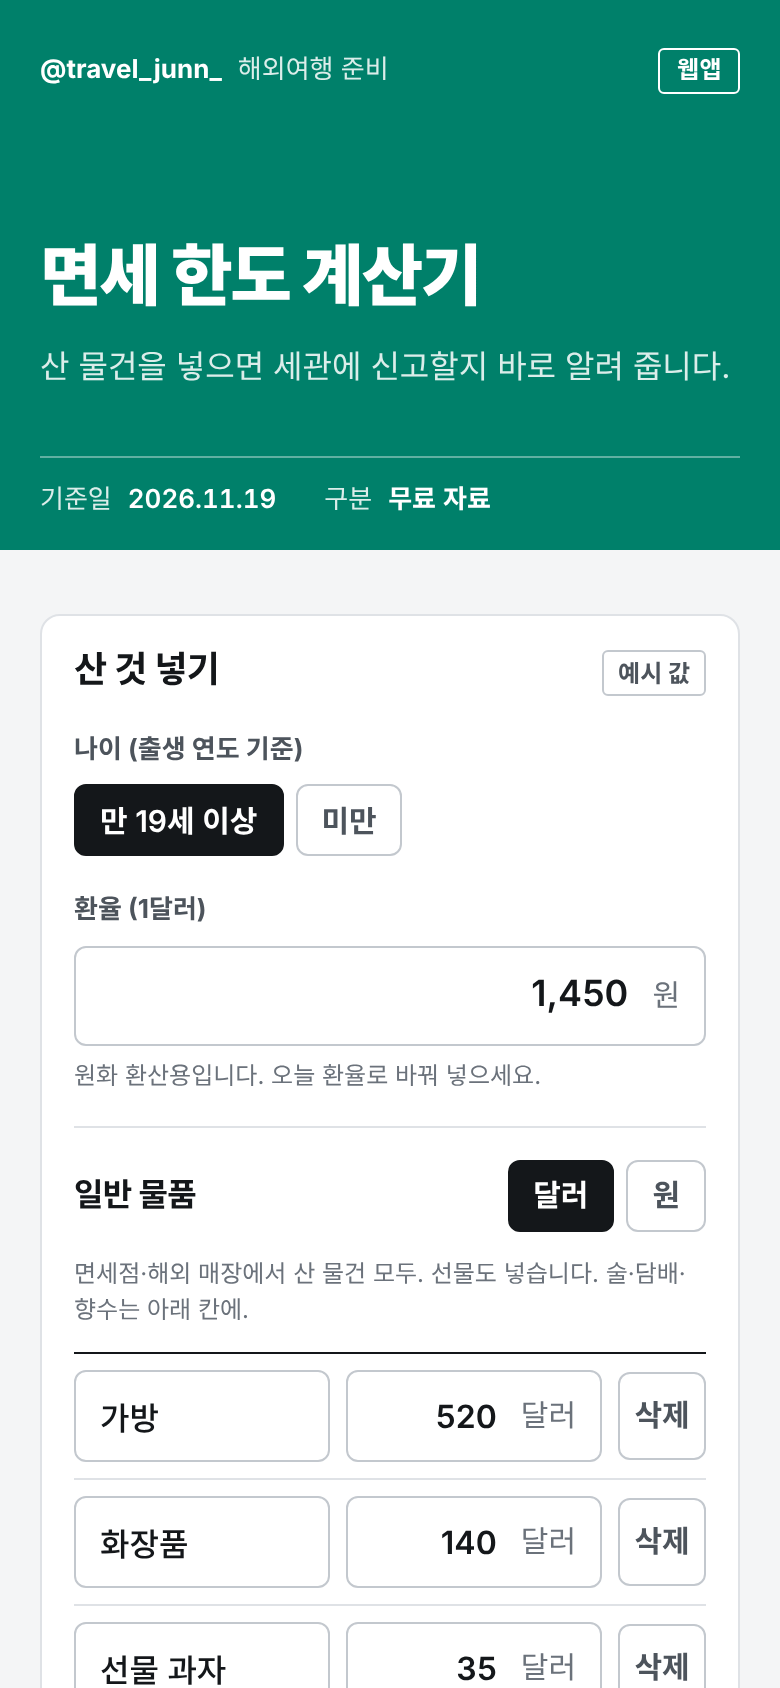 @travel_junn_ 해외여행 준비
웹앱
면세 한도 계산기
산 물건을 넣으면 세관에 신고할지 바로 알려 줍니다.
기준일 2026.11.19 구분 무료 자료
산 것 넣기
예시 값
나이 (출생 연도 기준)
만 19세 이상 미만
환율 (1달러)
1,450 원
원화 환산용입니다. 오늘 환율로 바꿔 넣으세요.
일반 물품 달러 원
면세점·해외 매장에서 산 물건 모두. 선물도 넣습니다. 술·담배·
향수는 아래 칸에.
가방 520 달러 삭제
화장품 140 달러 삭제
선물 과자 35 달러 삭제